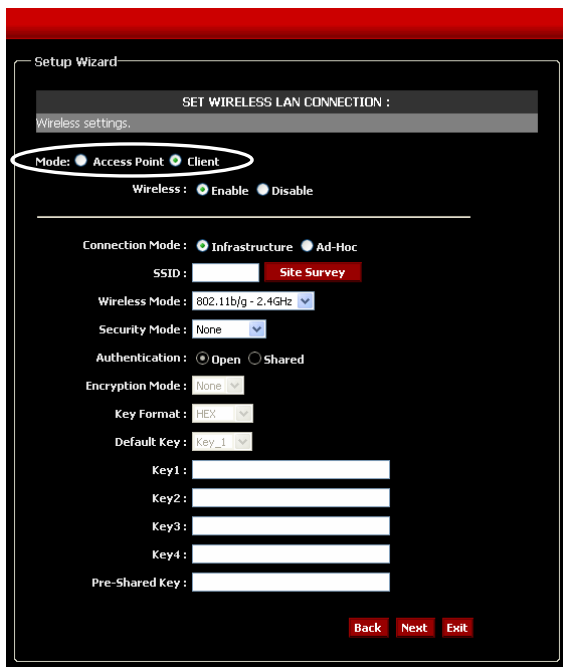 Setup Wizard
SET WIRELESS LAN CONNECTION :
Wireless settings.
Mode: Access Point Client
Wireless : Enable Disable
Connection Mode : Infrastructure Ad-Hoc
SSID : Site Survey
Wireless Mode : 802.11b/g - 2.4GHz
Security Mode : None
Authentication : Open Shared
Encryption Mode : None
Key Format : HEX
Default Key : Key_1
Key1 :
Key2 :
Key3 :
Key4 :
Pre-Shared Key :
Back Next Exit